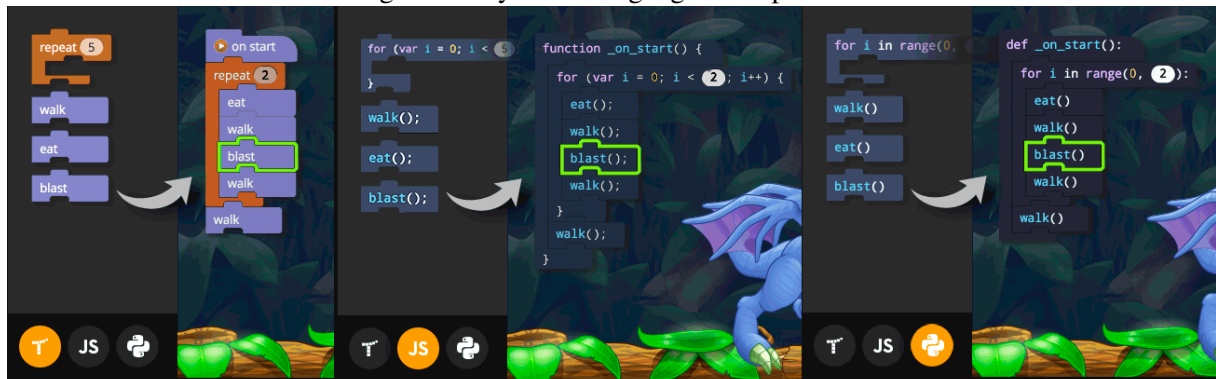 repeat 5
walk
eat
blast
on start
repeat 2
eat
walk
blast
walk
walk
JS
for (var i = 0; i < 5
}
walk();
eat();
blast();
function _on_start() {
for (var i = 0; i < 2 ; i++) {
eat();
walk();
blast();
walk();
}
walk();
}
JS
for i in range(0,
walk()
eat()
blast()
def _on_start():
for i in range(0, 2 ):
eat()
walk()
blast()
walk()
walk()
JS